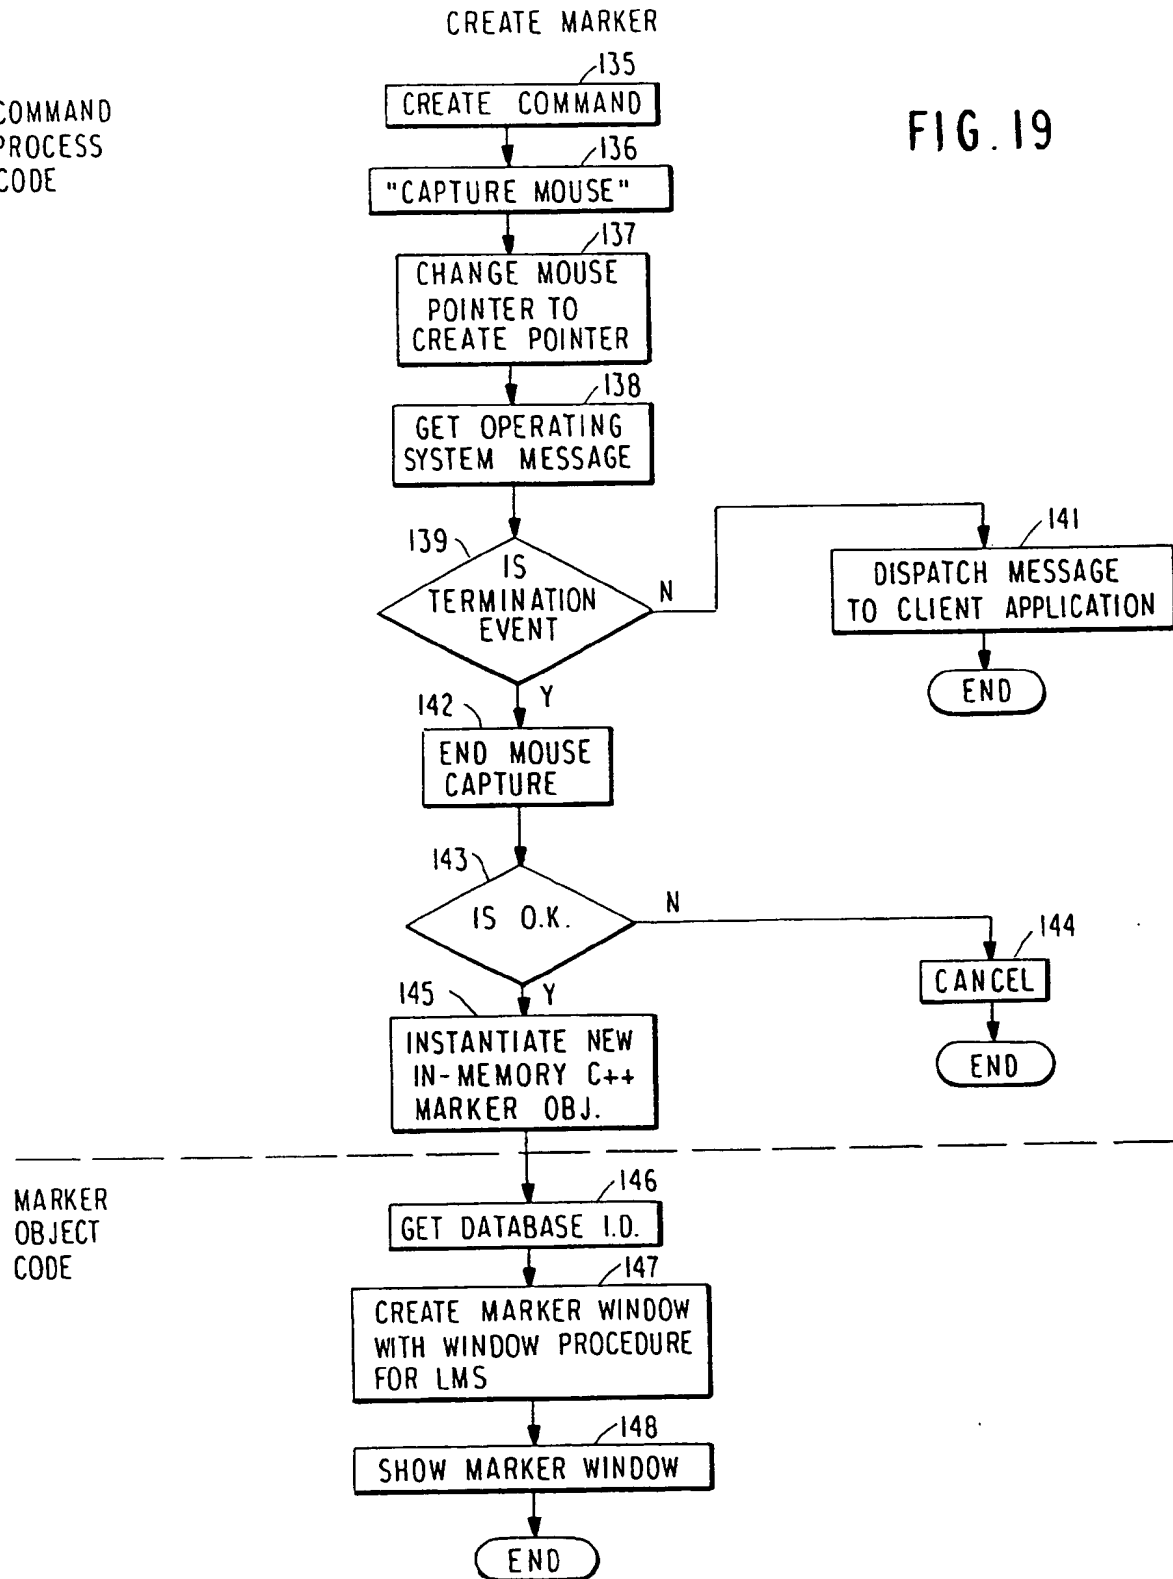 CREATE MARKER
COMMAND
PROCESS
CODE
FIG. 19
135
CREATE COMMAND
136
"CAPTURE MOUSE"
137
CHANGE MOUSE
POINTER TO
CREATE POINTER
138
GET OPERATING
SYSTEM MESSAGE
139
IS
TERMINATION
EVENT
N
141
DISPATCH MESSAGE
TO CLIENT APPLICATION
END
Y
142
END MOUSE
CAPTURE
143
IS O.K.
N
144
CANCEL
END
Y
145
INSTANTIATE NEW
IN-MEMORY C++
MARKER OBJ.
MARKER
OBJECT
CODE
146
GET DATABASE I.D.
147
CREATE MARKER WINDOW
WITH WINDOW PROCEDURE
FOR LMS
148
SHOW MARKER WINDOW
END